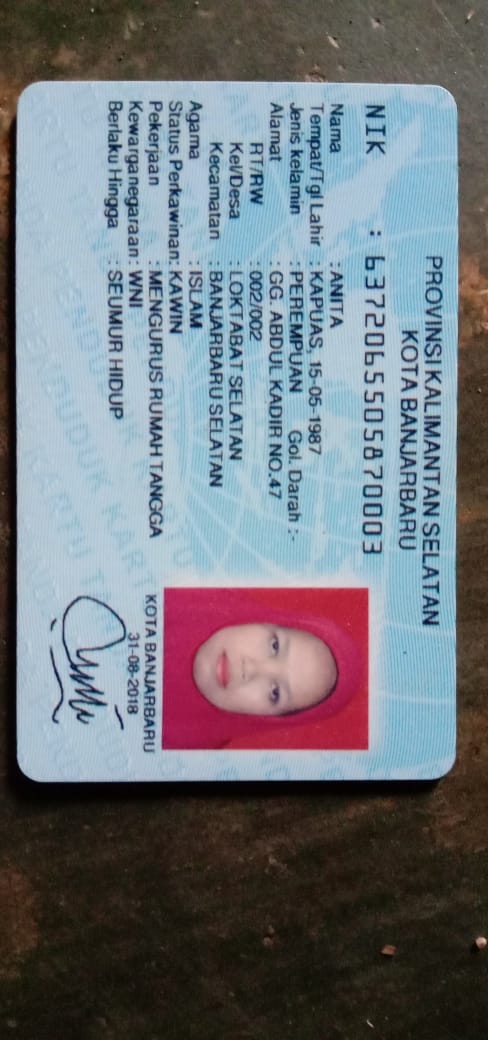 PROVINSI KALIMANTAN SELATAN
KOTA BANJARBARU
NIK : 6372065505870003
Nama : ANITA
Tempat/Tgl Lahir : KAPUAS, 15-05-1987
Jenis kelamin : PEREMPUAN Gol. Darah :-
Alamat : GG. ABDUL KADIR NO.47
RT/RW : 002/002
Kel/Desa : LOKTABAT SELATAN
Kecamatan : BANJARBARU SELATAN
Agama : ISLAM
Status Perkawinan: KAWIN
Pekerjaan : MENGURUS RUMAH TANGGA
Kewarganegaraan: WNI
Berlaku Hingga : SEUMUR HIDUP
KOTA BANJARBARU
31-08-2018